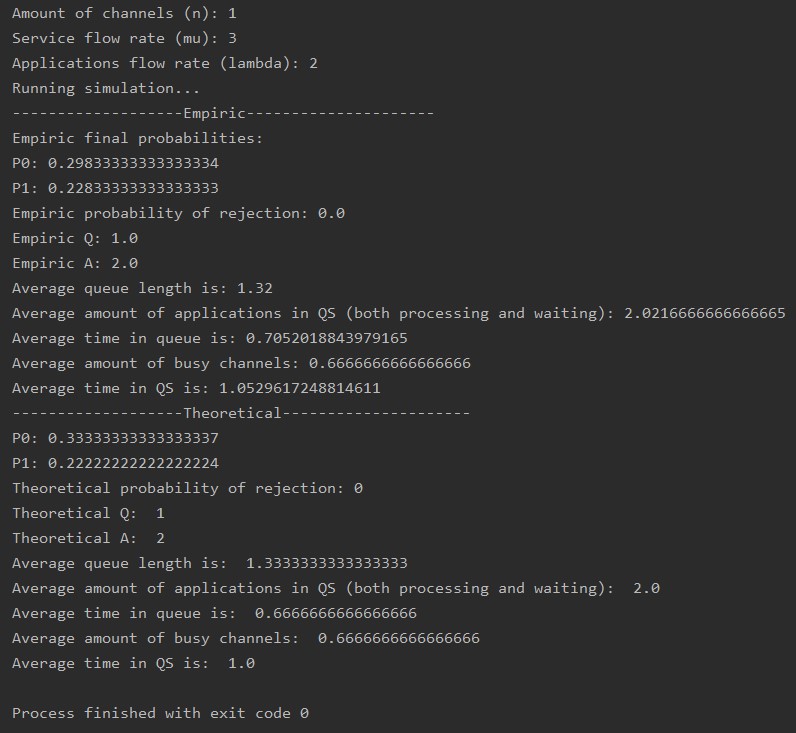 Amount of channels (n): 1
Service flow rate (mu): 3
Applications flow rate (lambda): 2
Running simulation...
-------------------Empiric---------------------
Empiric final probabilities:
P0: 0.29833333333333334
P1: 0.22833333333333333
Empiric probability of rejection: 0.0
Empiric Q: 1.0
Empiric A: 2.0
Average queue length is: 1.32
Average amount of applications in QS (both processing and waiting): 2.0216666666666665
Average time in queue is: 0.7052018843979165
Average amount of busy channels: 0.6666666666666666
Average time in QS is: 1.0529617248814611
-------------------Theoretical---------------------
P0: 0.33333333333333337
P1: 0.22222222222222224
Theoretical probability of rejection: 0
Theoretical Q:  1
Theoretical A:  2
Average queue length is:  1.3333333333333333
Average amount of applications in QS (both processing and waiting):  2.0
Average time in queue is:  0.6666666666666666
Average amount of busy channels:  0.6666666666666666
Average time in QS is:  1.0
Process finished with exit code 0